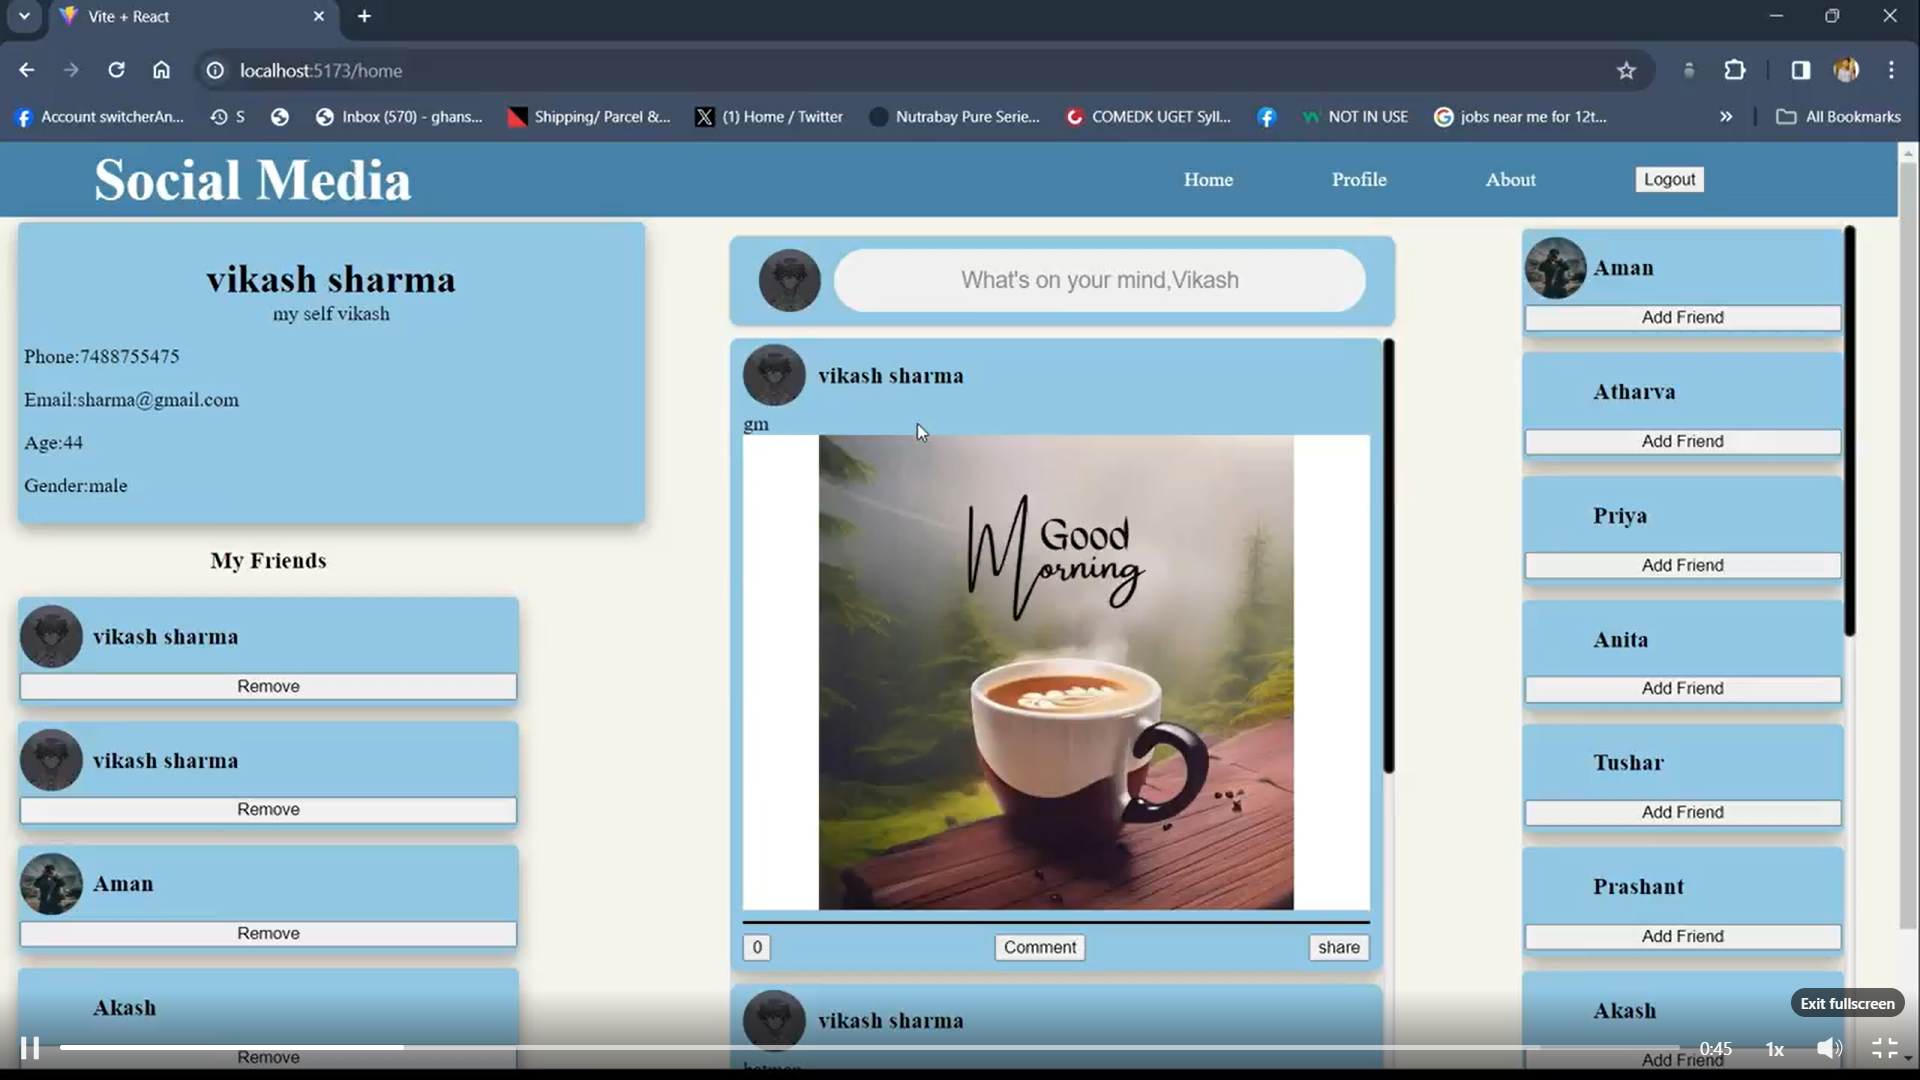 Vite + React
localhost:5173/home
Account switcherAn...
S
Inbox (570) - ghans...
Shipping/ Parcel &...
(1) Home / Twitter
Nutrabay Pure Serie...
COMEDK UGET Syll...
NOT IN USE
jobs near me for 12t...
All Bookmarks
Social Media
Home
Profile
About
Logout
vikash sharma
my self vikash
Phone:7488755475
Email:sharma@gmail.com
Age:44
Gender:male
My Friends
vikash sharma
Remove
vikash sharma
Remove
Aman
Remove
Akash
Remove
What's on your mind,Vikash
vikash sharma
gm
Good
Morning
0
Comment
share
vikash sharma
Aman
Add Friend
Atharva
Add Friend
Priya
Add Friend
Anita
Add Friend
Tushar
Add Friend
Prashant
Add Friend
Akash
Add Friend
Exit fullscreen
0:45
1x